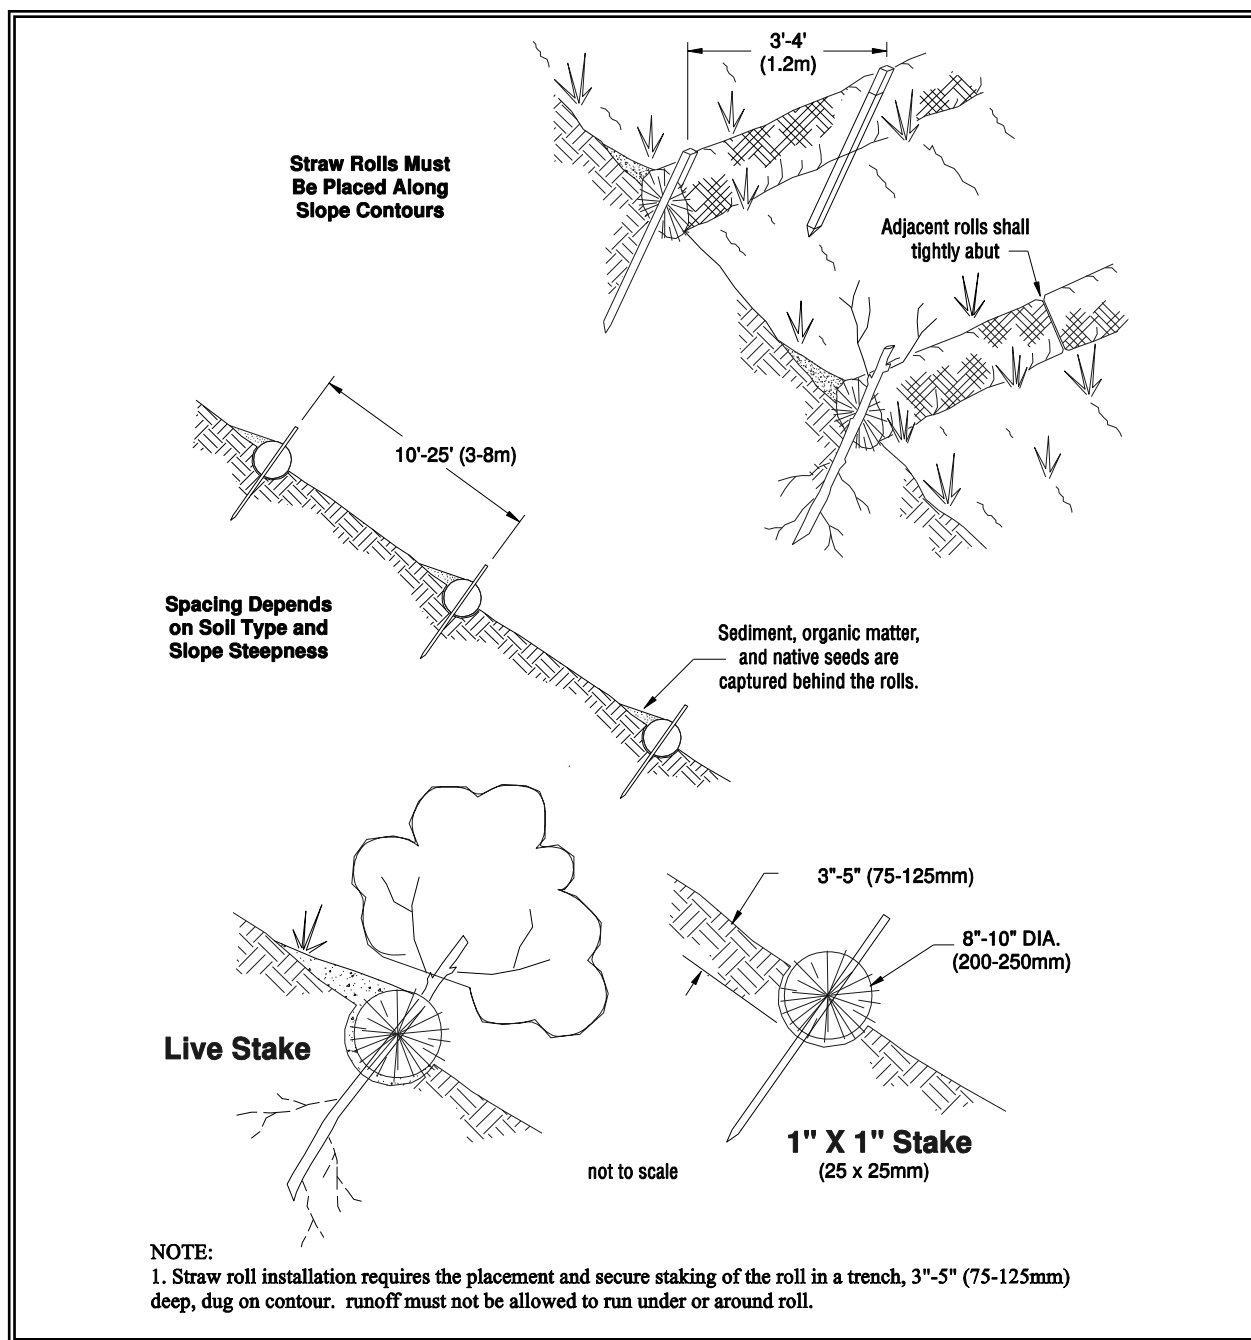 3'-4'
(1.2m)
Straw Rolls Must
Be Placed Along
Slope Contours
Adjacent rolls shall
tightly abut
10'-25' (3-8m)
Spacing Depends
on Soil Type and
Slope Steepness
Sediment, organic matter,
and native seeds are
captured behind the rolls.
3"-5" (75-125mm)
8"-10" DIA.
(200-250mm)
Live Stake
1" X 1" Stake
(25 x 25mm)
not to scale
NOTE:
1. Straw roll installation requires the placement and secure staking of the roll in a trench, 3"-5" (75-125mm)
deep, dug on contour. runoff must not be allowed to run under or around roll.